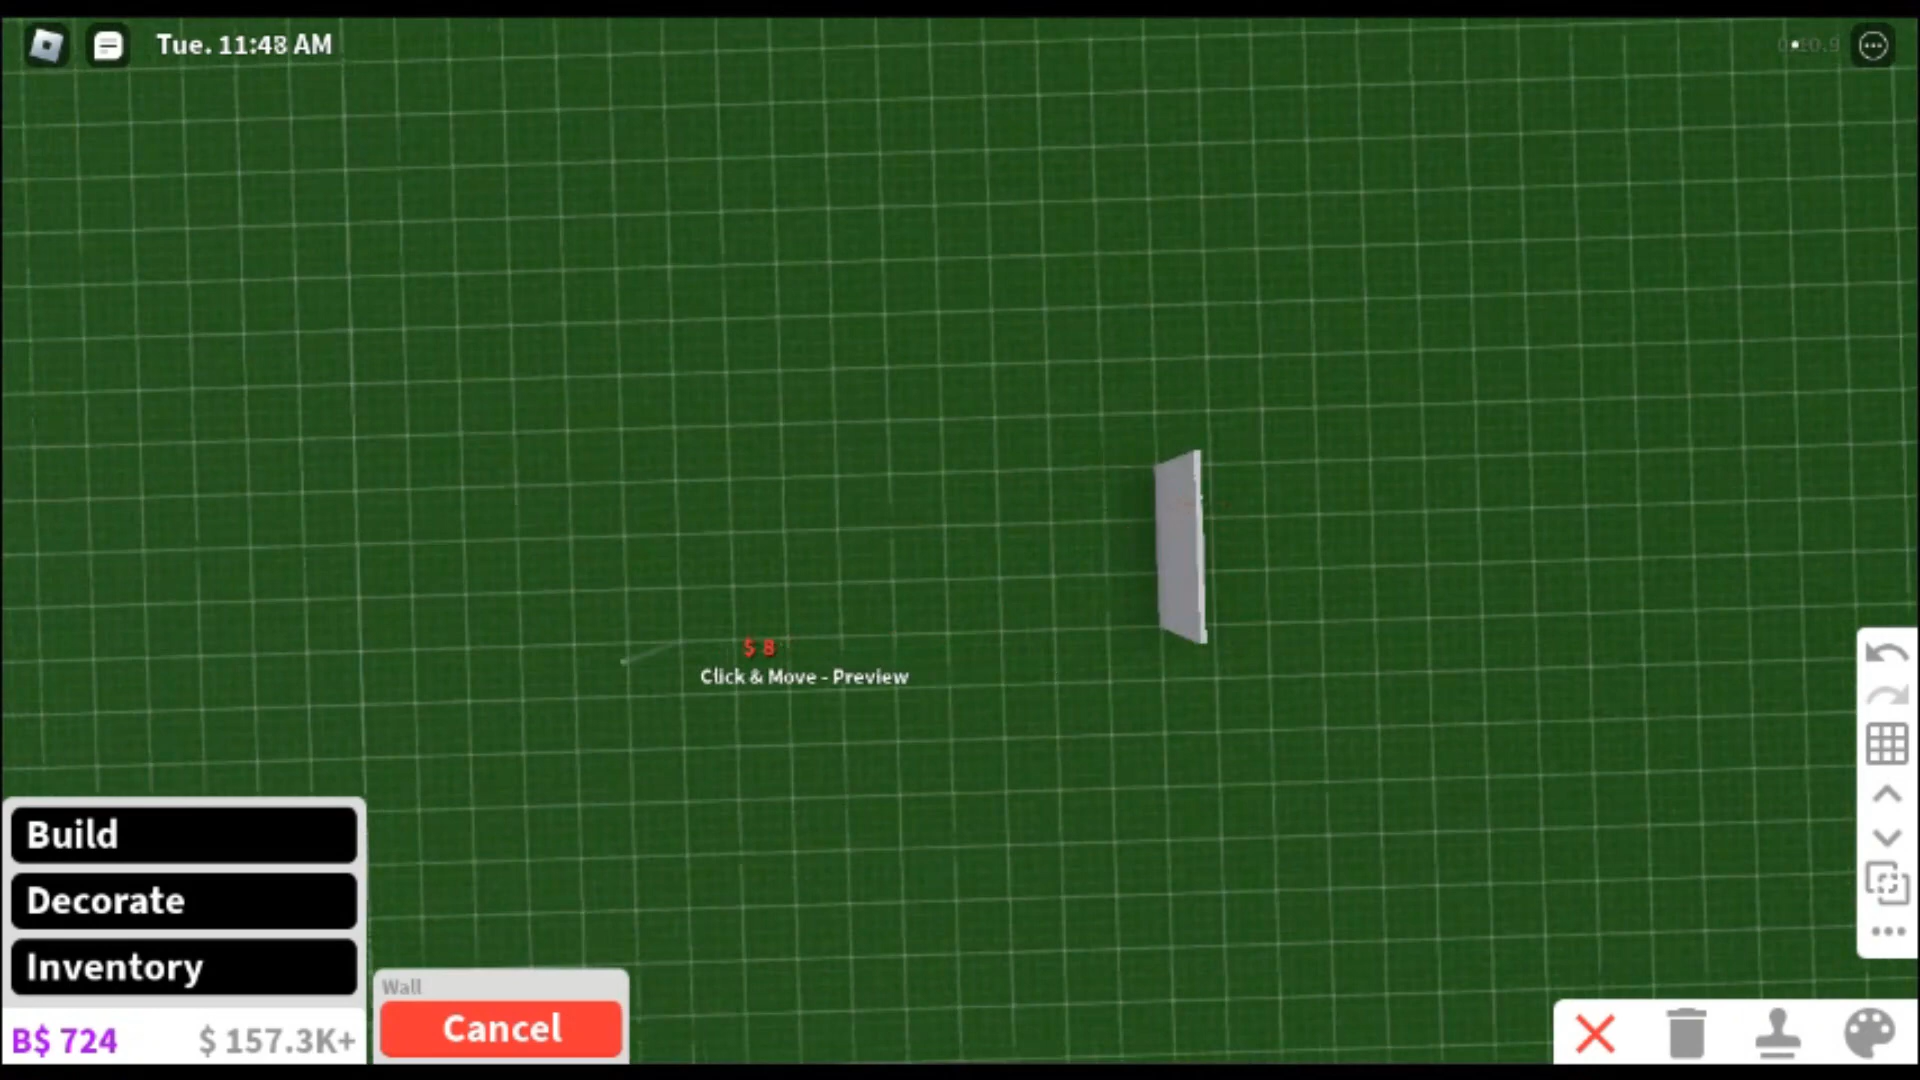 Tue. 11:48 AM
$ 8
Click & Move - Preview
Build
Decorate
Inventory
B$ 724
$ 157.3K+
Wall
Cancel